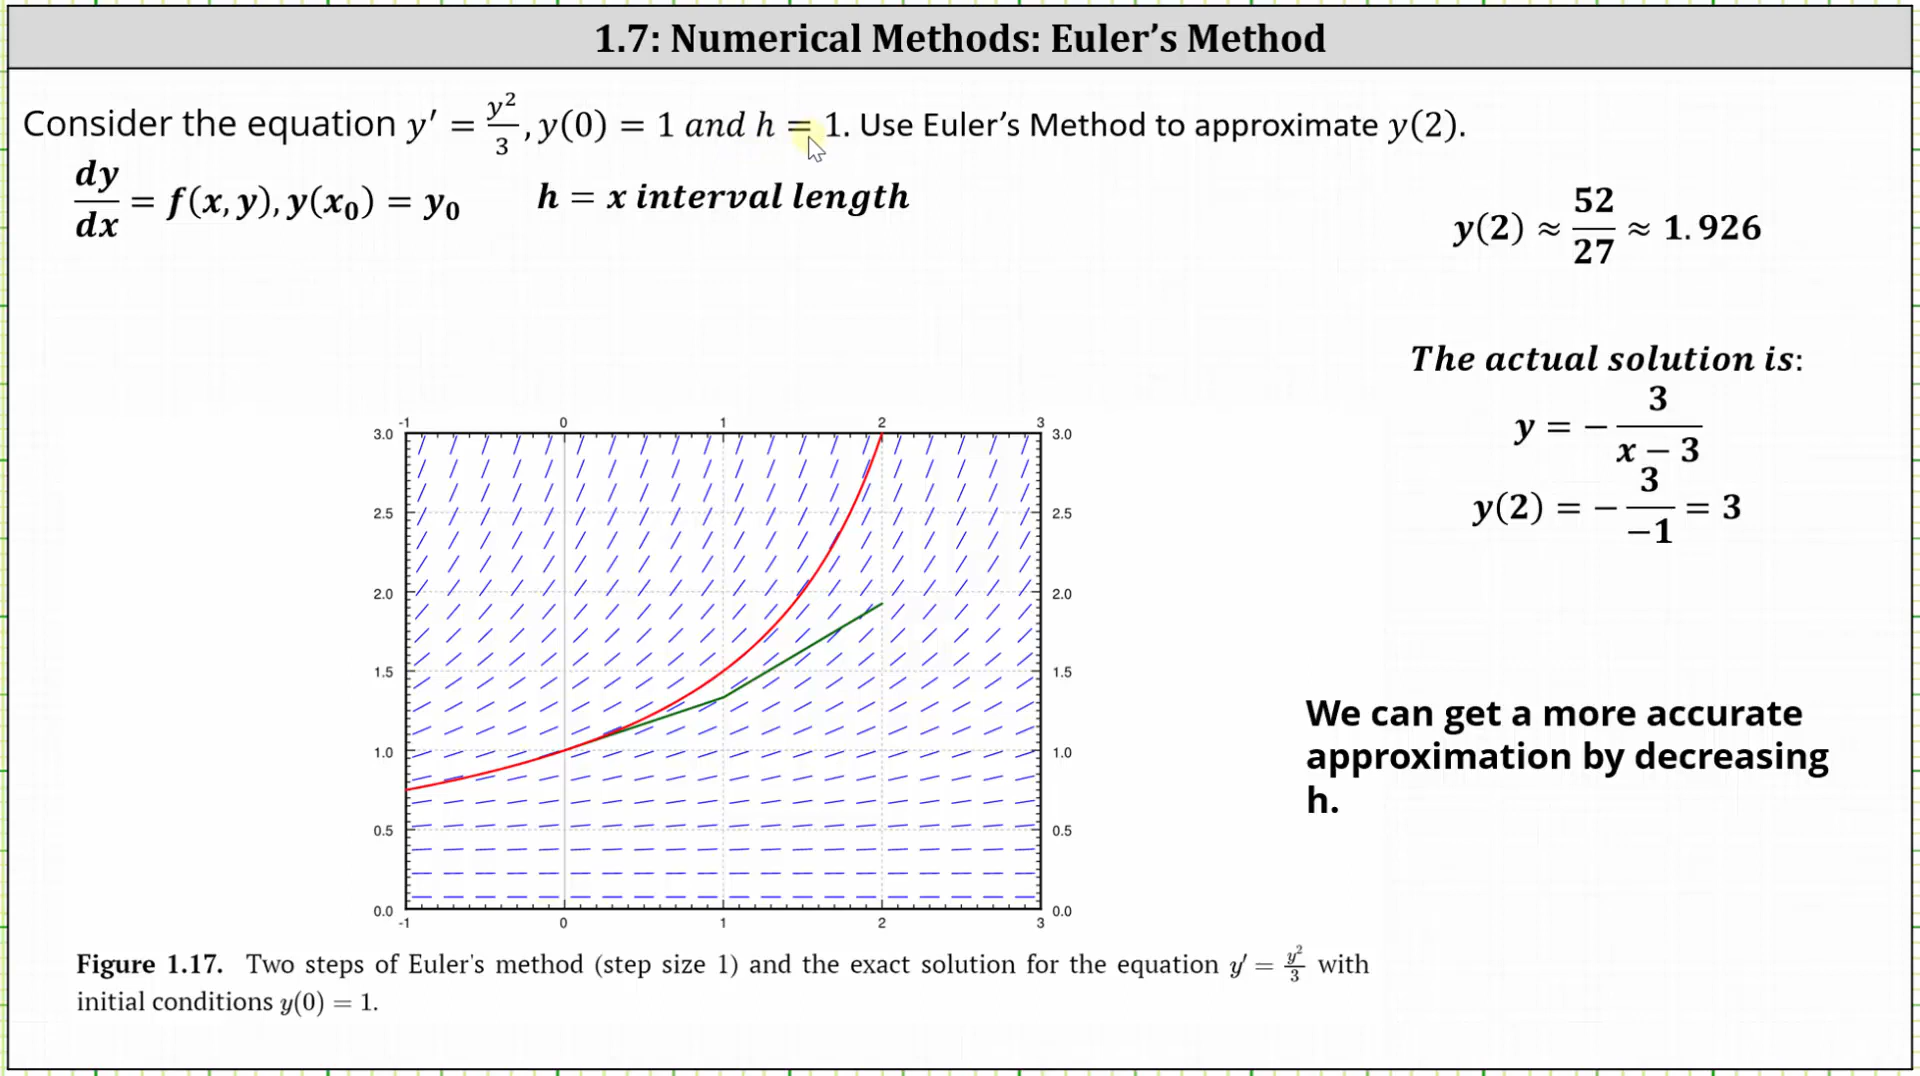 1.7: Numerical Methods: Euler’s Method
Consider the equation y′ = y²/3, y(0) = 1 and h = 1. Use Euler’s Method to approximate y(2).
dy/dx = f(x, y), y(x₀) = y₀ h = x interval length
y(2) ≈ 52/27 ≈ 1.926
The actual solution is:
y = − 3/(x − 3)
y(2) = − 3/−1 = 3
-1 0 1 2 3
3.0 3.0
2.5 2.5
2.0 2.0
1.5 1.5
1.0 1.0
0.5 0.5
0.0 0.0
-1 0 1 2 3
We can get a more accurate
approximation by decreasing
h.
Figure 1.17. Two steps of Euler's method (step size 1) and the exact solution for the equation y′ = y²/3 with
initial conditions y(0) = 1.